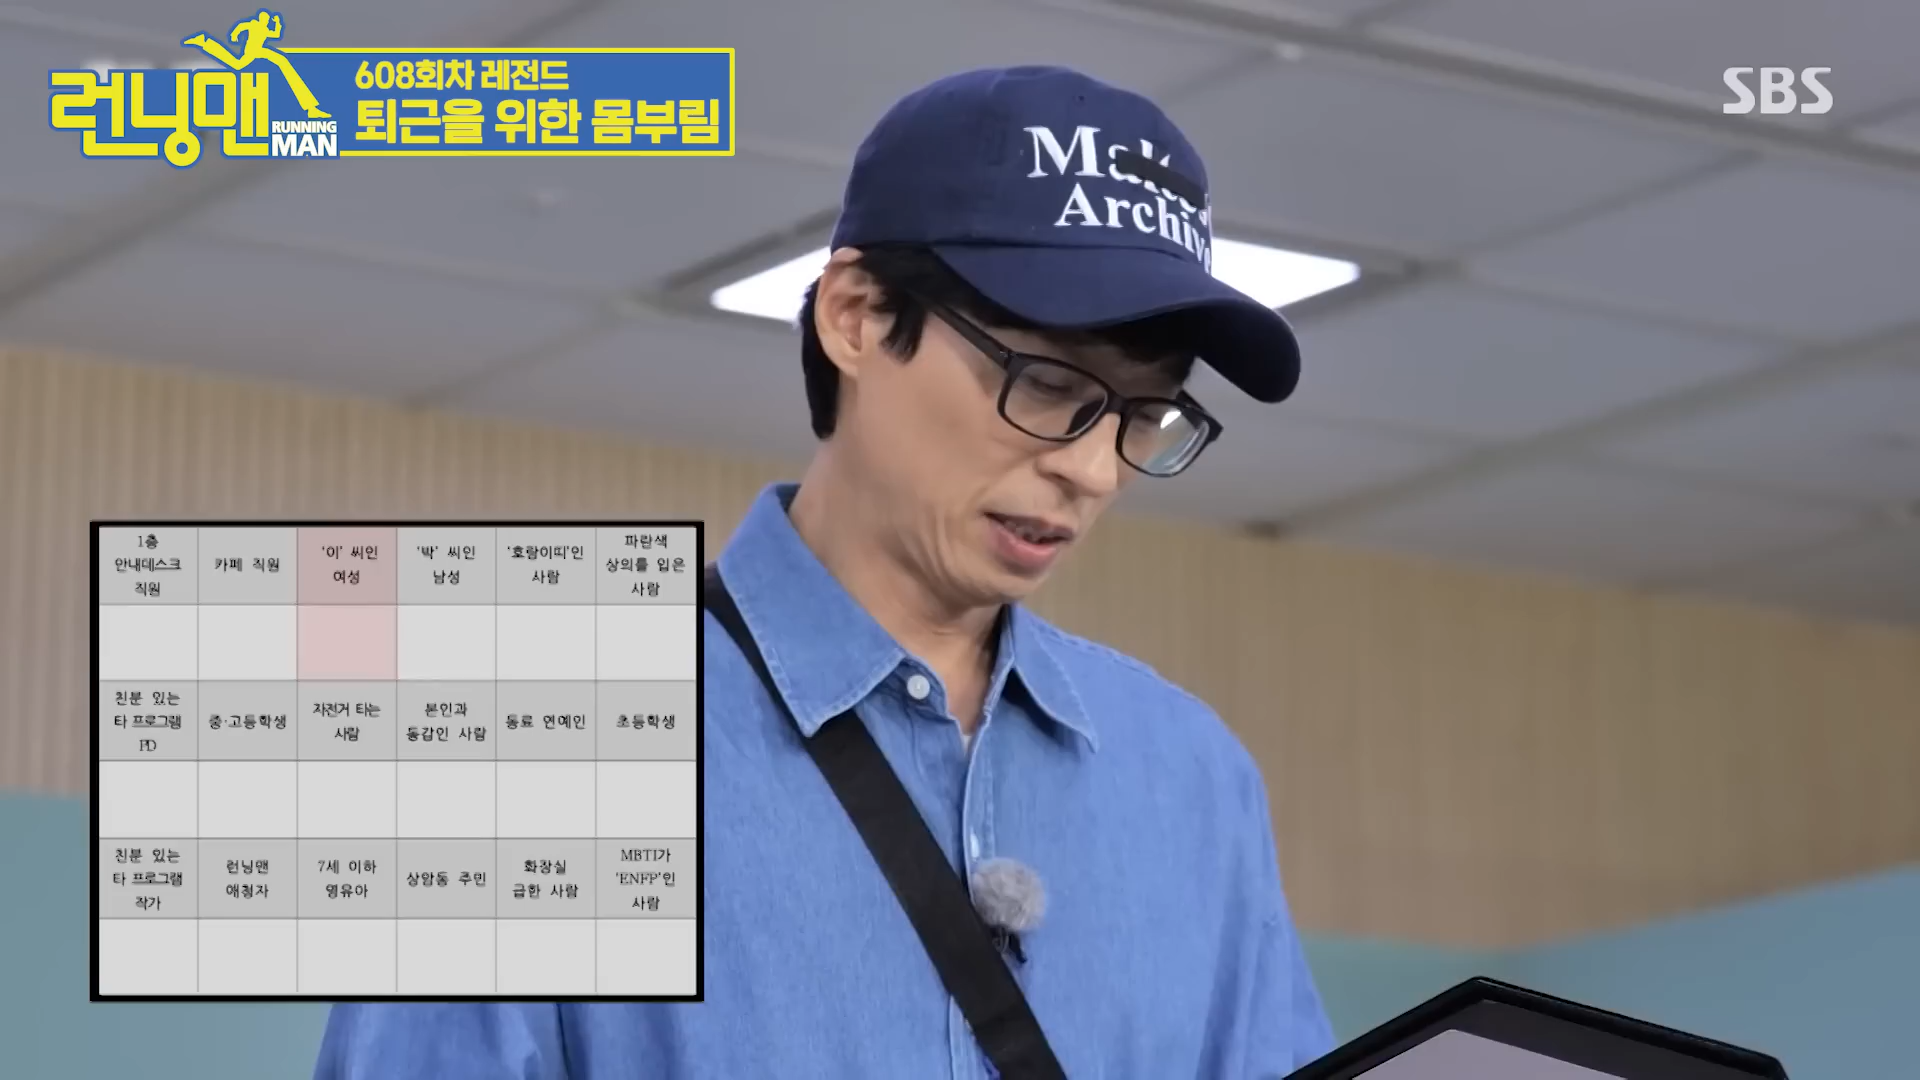 런닝맨
RUNNING
MAN
608회차 레전드
퇴근을 위한 몸부림
SBS
Archive
1층
안내데스크
직원
카페 직원
'이' 씨인
여성
'박' 씨인
남성
'호랑이띠'인
사람
파란색
상의를 입은
사람
친분 있는
타 프로그램
PD
중·고등학생
자전거 타는
사람
본인과
동갑인 사람
동료 연예인
초등학생
친분 있는
타 프로그램
작가
런닝맨
애청자
7세 이하
영유아
상암동 주민
화장실
급한 사람
MBTI가
'ENFP'인
사람